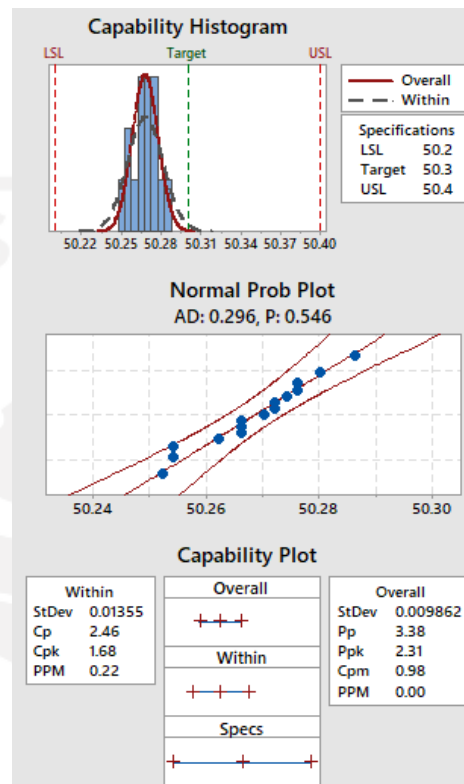 Capability Histogram
LSL Target USL
Overall
Within
Specifications
LSL 50.2
Target 50.3
USL 50.4
50.22 50.25 50.28 50.31 50.34 50.37 50.40
Normal Prob Plot
AD: 0.296, P: 0.546
50.24 50.26 50.28 50.30
Capability Plot
Within
StDev 0.01355
Cp 2.46
Cpk 1.68
PPM 0.22
Overall
Within
Specs
Overall
StDev 0.009862
Pp 3.38
Ppk 2.31
Cpm 0.98
PPM 0.00